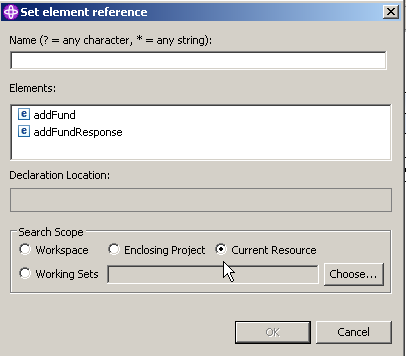 Set element reference
Name (? = any character, * = any string):
Elements:
e addFund
e addFundResponse
Declaration Location:
Search Scope
Workspace Enclosing Project Current Resource
Working Sets Choose...
OK Cancel